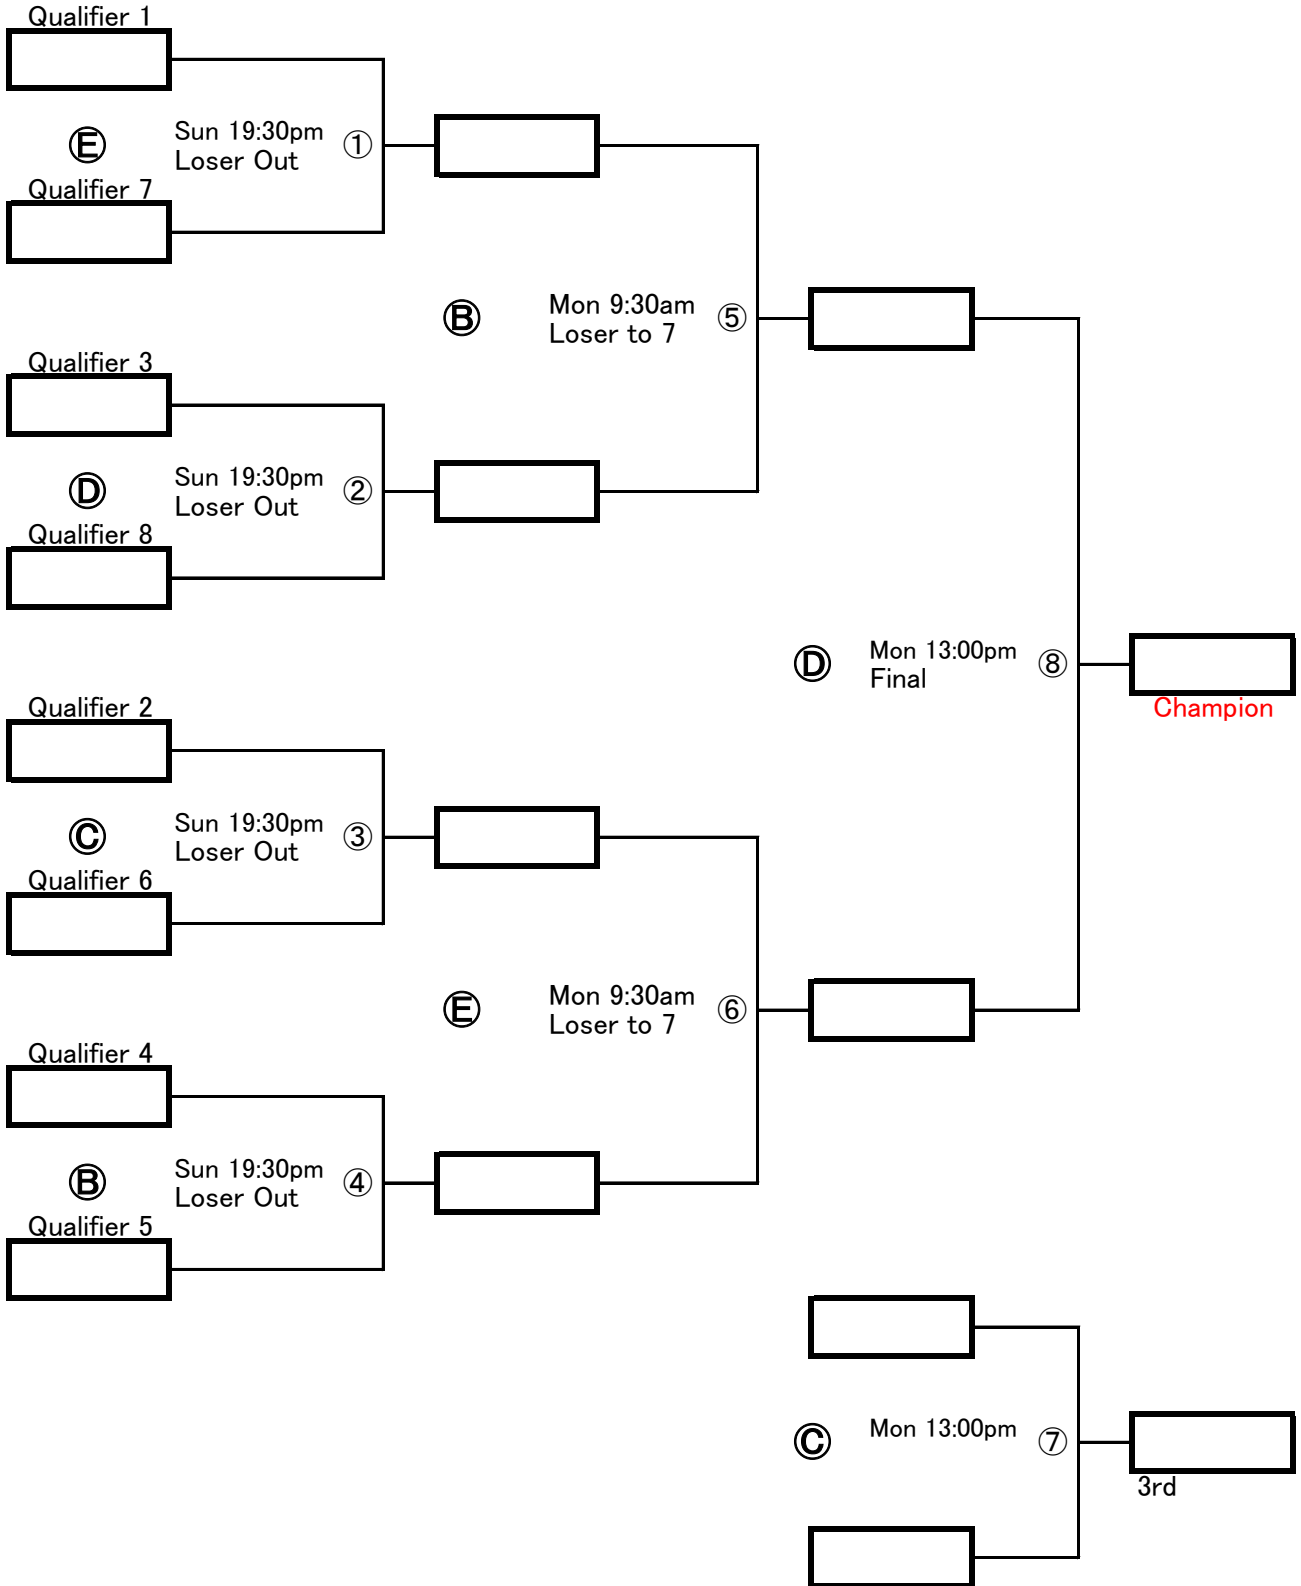 Qualifier 1
Ⓔ Sun 19:30pm ①
Loser Out
Qualifier 7
Ⓑ Mon 9:30am ⑤
Loser to 7
Qualifier 3
Ⓓ Sun 19:30pm ②
Loser Out
Qualifier 8
Ⓓ Mon 13:00pm ⑧
Final
Champion
Qualifier 2
Ⓒ Sun 19:30pm ③
Loser Out
Qualifier 6
Ⓔ Mon 9:30am ⑥
Loser to 7
Qualifier 4
Ⓑ Sun 19:30pm ④
Loser Out
Qualifier 5
Ⓒ Mon 13:00pm ⑦
3rd